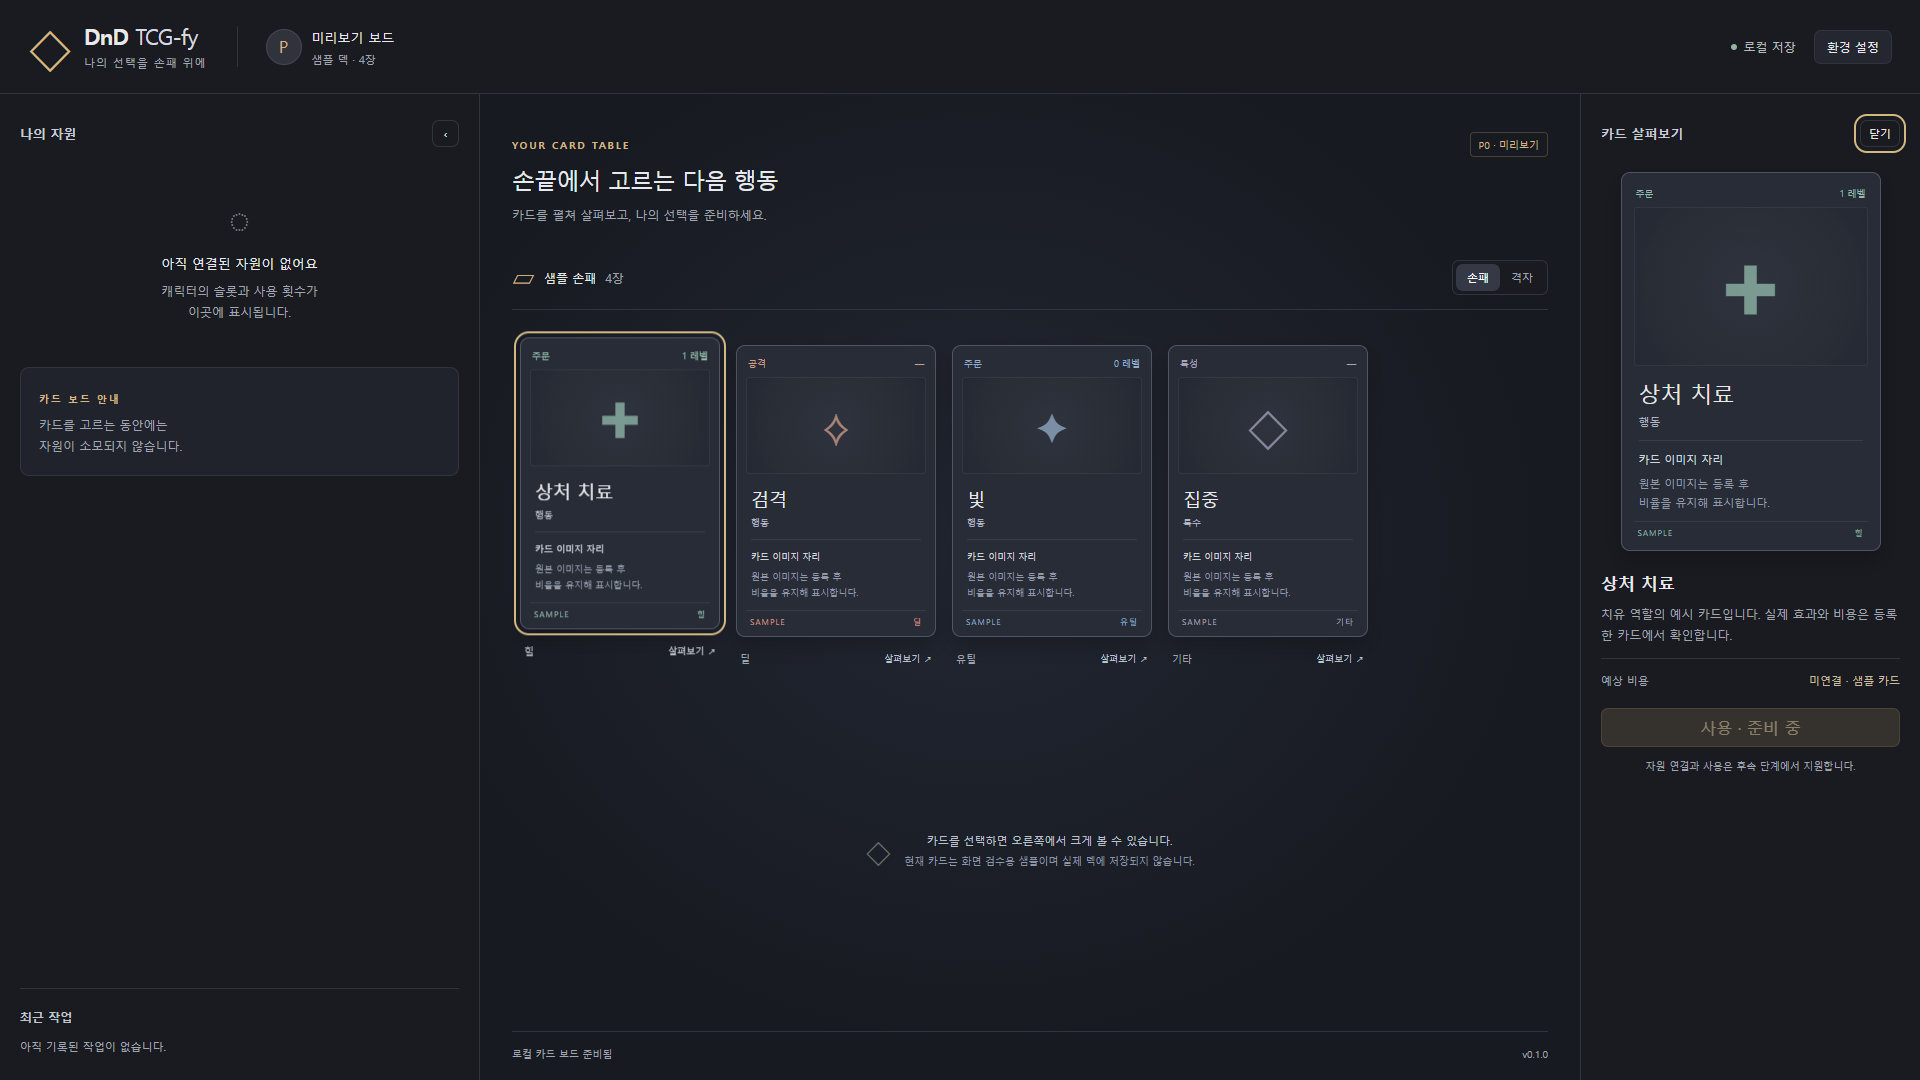 DnD TCG-fy
나의 선택을 손패 위에
P
미리보기 보드
샘플 덱 · 4장
로컬 저장
환경 설정
나의 자원
아직 연결된 자원이 없어요
캐릭터의 슬롯과 사용 횟수가
이곳에 표시됩니다.
카드 보드 안내
카드를 고르는 동안에는
자원이 소모되지 않습니다.
최근 작업
아직 기록된 작업이 없습니다.
YOUR CARD TABLE
P0 · 미리보기
손끝에서 고르는 다음 행동
카드를 펼쳐 살펴보고, 나의 선택을 준비하세요.
샘플 손패 4장
손패 격자
주문 1 레벨
상처 치료
행동
카드 이미지 자리
원본 이미지는 등록 후
비율을 유지해 표시합니다.
SAMPLE 힐
힐 살펴보기 ↗
공격 —
검격
행동
카드 이미지 자리
원본 이미지는 등록 후
비율을 유지해 표시합니다.
SAMPLE 딜
딜 살펴보기 ↗
주문 0 레벨
빛
행동
카드 이미지 자리
원본 이미지는 등록 후
비율을 유지해 표시합니다.
SAMPLE 유틸
유틸 살펴보기 ↗
특성 —
집중
특수
카드 이미지 자리
원본 이미지는 등록 후
비율을 유지해 표시합니다.
SAMPLE 기타
기타 살펴보기 ↗
카드를 선택하면 오른쪽에서 크게 볼 수 있습니다.
현재 카드는 화면 검수용 샘플이며 실제 덱에 저장되지 않습니다.
로컬 카드 보드 준비됨
v0.1.0
카드 살펴보기
닫기
주문 1 레벨
상처 치료
행동
카드 이미지 자리
원본 이미지는 등록 후
비율을 유지해 표시합니다.
SAMPLE 힐
상처 치료
치유 역할의 예시 카드입니다. 실제 효과와 비용은 등록
한 카드에서 확인합니다.
예상 비용 미연결 · 샘플 카드
사용 · 준비 중
자원 연결과 사용은 후속 단계에서 지원합니다.